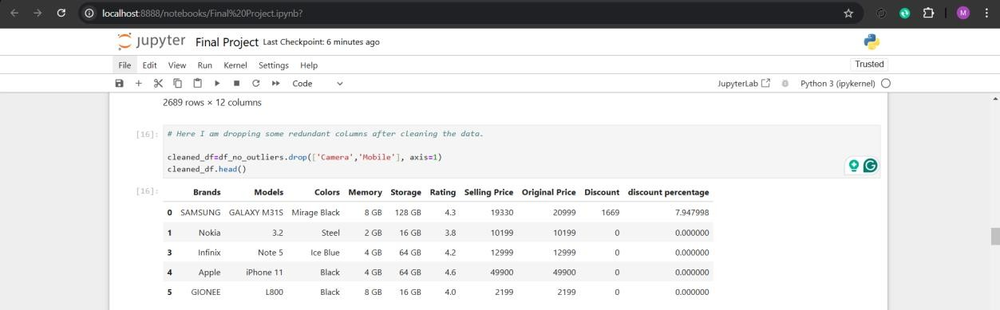 localhost:8888/notebooks/Final%20Project.ipynb?
M
jupyter Final Project Last Checkpoint: 6 minutes ago
File Edit View Run Kernel Settings Help Trusted
Code JupyterLab Python 3 (ipykernel)
2689 rows × 12 columns
[16]: # Here I am dropping some redundant columns after cleaning the data.
cleaned_df=df_no_outliers.drop(['Camera','Mobile'], axis=1)
cleaned_df.head()
[16]: Brands Models Colors Memory Storage Rating Selling Price Original Price Discount discount percentage
0 SAMSUNG GALAXY M31S Mirage Black 8 GB 128 GB 4.3 19330 20999 1669 7.947998
1 Nokia 3.2 Steel 2 GB 16 GB 3.8 10199 10199 0 0.000000
3 Infinix Note 5 Ice Blue 4 GB 64 GB 4.2 12999 12999 0 0.000000
4 Apple iPhone 11 Black 4 GB 64 GB 4.6 49900 49900 0 0.000000
5 GIONEE L800 Black 8 GB 16 GB 4.0 2199 2199 0 0.000000